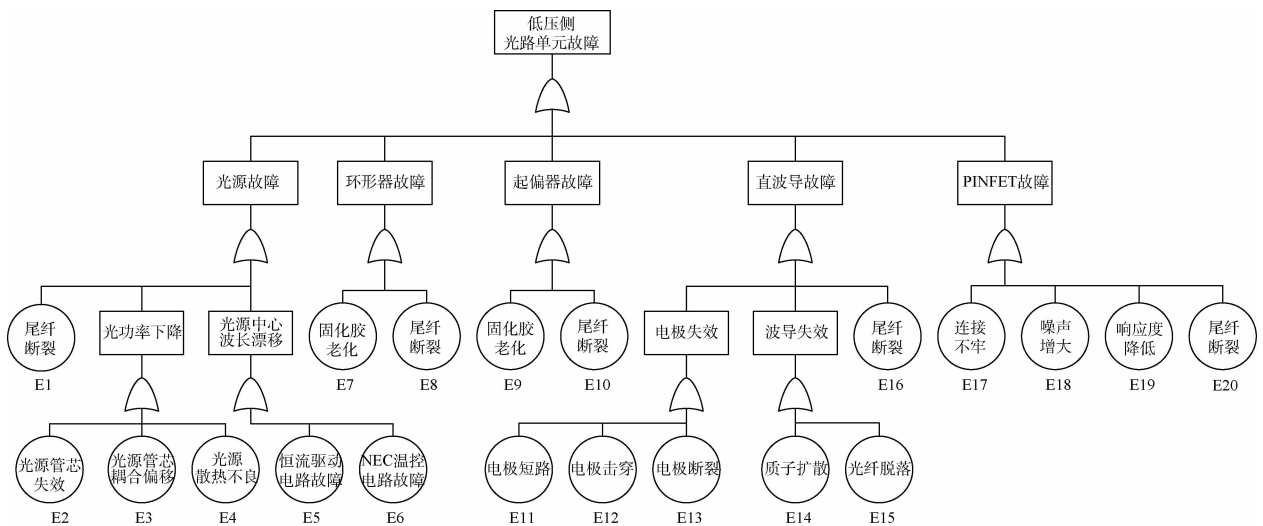 低压侧
光路单元故障
光源故障
环形器故障
起偏器故障
直波导故障
PINFET故障
尾纤
断裂
E1
光功率下降
光源中心
波长漂移
固化胶
老化
E7
尾纤
断裂
E8
固化胶
老化
E9
尾纤
断裂
E10
电极失效
波导失效
尾纤
断裂
E16
连接
不牢
E17
噪声
增大
E18
响应度
降低
E19
尾纤
断裂
E20
光源管芯
失效
E2
光源管芯
耦合偏移
E3
光源
散热不良
E4
恒流驱动
电路故障
E5
NEC温控
电路故障
E6
电极短路
E11
电极击穿
E12
电极断裂
E13
质子扩散
E14
光纤脱落
E15